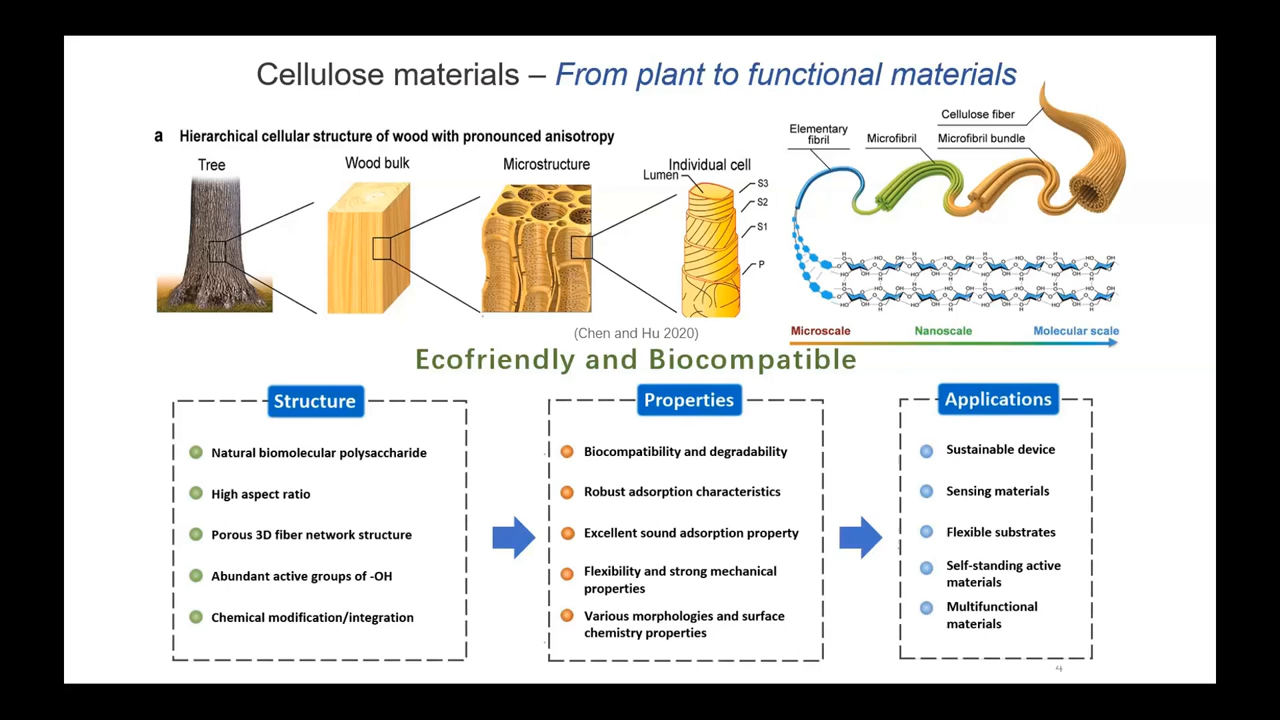 Cellulose materials – From plant to functional materials
a Hierarchical cellular structure of wood with pronounced anisotropy
Tree
Wood bulk
Microstructure
Individual cell
Lumen
S3
S2
S1
P
Elementary
fibril
Microfibril
Cellulose fiber
Microfibril bundle
Microscale
Nanoscale
Molecular scale
(Chen and Hu 2020)
Ecofriendly and Biocompatible
Structure
Natural biomolecular polysaccharide
High aspect ratio
Porous 3D fiber network structure
Abundant active groups of -OH
Chemical modification/integration
Properties
Biocompatibility and degradability
Robust adsorption characteristics
Excellent sound adsorption property
Flexibility and strong mechanical
properties
Various morphologies and surface
chemistry properties
Applications
Sustainable device
Sensing materials
Flexible substrates
Self-standing active
materials
Multifunctional
materials
4